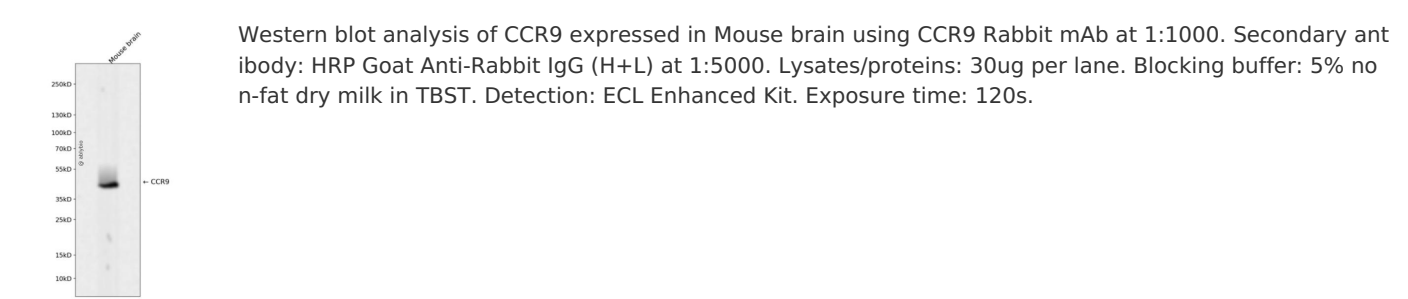 Mouse brain
Western blot analysis of CCR9 expressed in Mouse brain using CCR9 Rabbit mAb at 1:1000. Secondary ant
ibody: HRP Goat Anti-Rabbit IgG (H+L) at 1:5000. Lysates/proteins: 30ug per lane. Blocking buffer: 5% no
n-fat dry milk in TBST. Detection: ECL Enhanced Kit. Exposure time: 120s.
250kD
130kD
100kD
70kD
55kD
← CCR9
35kD
25kD
15kD
10kD